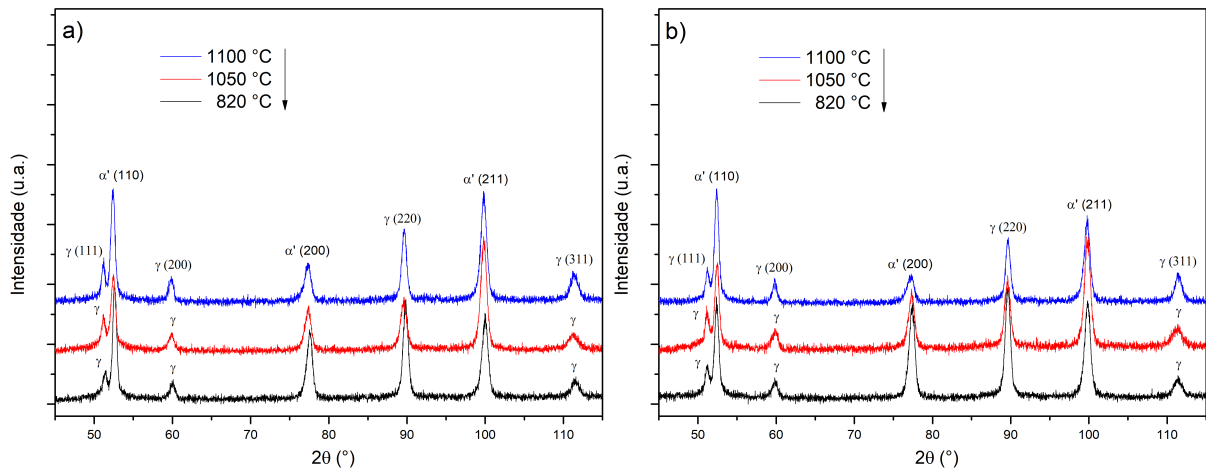 a)
1100 °C
1050 °C
820 °C
α' (110)
α' (211)
γ (220)
γ (111)
γ (200)
α' (200)
γ (311)
γ
γ
γ
γ
γ
γ
Intensidade (u.a.)
50 60 70 80 90 100 110
2θ (°)
b)
1100 °C
1050 °C
820 °C
α' (110)
α' (211)
γ (220)
γ (111)
γ (200)
α' (200)
γ (311)
γ
γ
γ
γ
γ
γ
Intensidade (u.a.)
50 60 70 80 90 100 110
2θ (°)